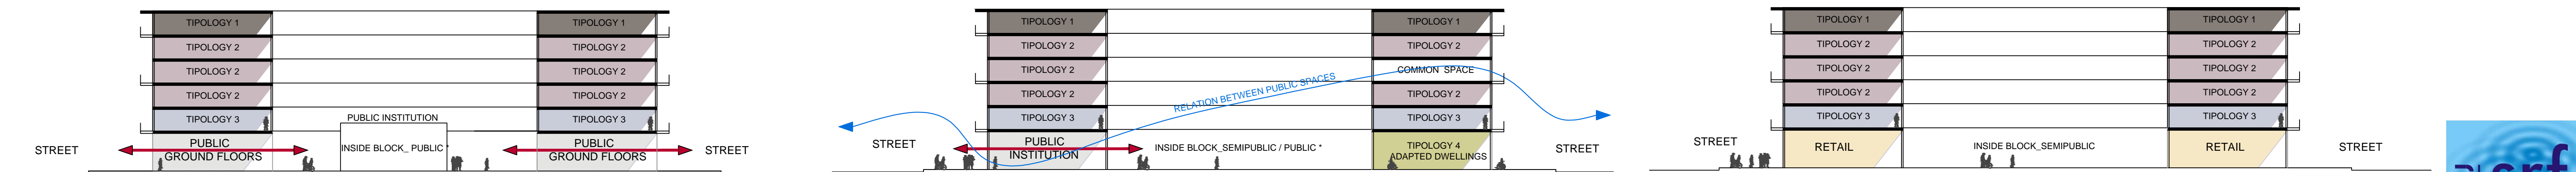 TIPOLOGY 1
TIPOLOGY 2
TIPOLOGY 2
TIPOLOGY 2
TIPOLOGY 3
PUBLIC
GROUND FLOORS
STREET
PUBLIC INSTITUTION
INSIDE BLOCK_ PUBLIC *
TIPOLOGY 1
TIPOLOGY 2
TIPOLOGY 2
TIPOLOGY 2
TIPOLOGY 3
PUBLIC
GROUND FLOORS
STREET
TIPOLOGY 1
TIPOLOGY 2
TIPOLOGY 2
TIPOLOGY 2
TIPOLOGY 3
PUBLIC
INSTITUTION
STREET
RELATION BETWEEN PUBLIC SPACES
INSIDE BLOCK_SEMIPUBLIC / PUBLIC *
TIPOLOGY 1
TIPOLOGY 2
COMMON SPACE
TIPOLOGY 2
TIPOLOGY 3
TIPOLOGY 4
ADAPTED DWELLINGS
STREET
TIPOLOGY 1
TIPOLOGY 2
TIPOLOGY 2
TIPOLOGY 2
TIPOLOGY 3
RETAIL
STREET
INSIDE BLOCK_SEMIPUBLIC
TIPOLOGY 1
TIPOLOGY 2
TIPOLOGY 2
TIPOLOGY 2
TIPOLOGY 3
RETAIL
STREET